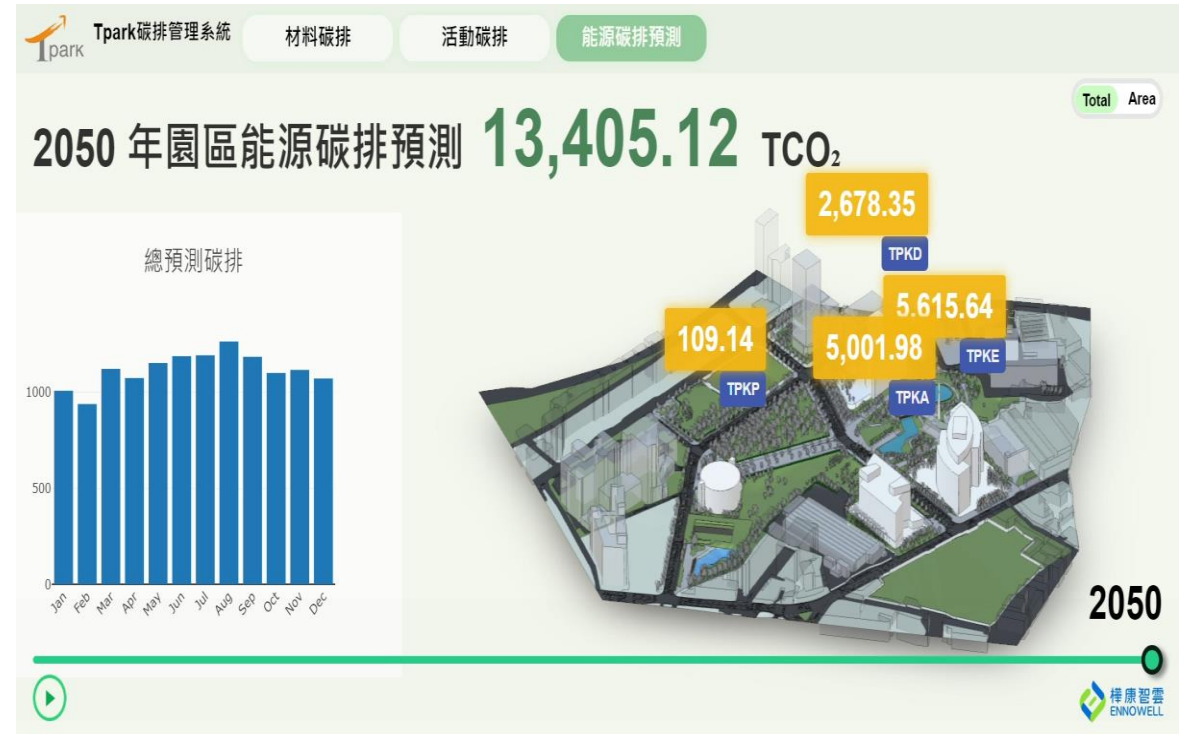 Tpark
Tpark碳排管理系統
材料碳排
活動碳排
能源碳排預測
Total
Area
2050 年園區能源碳排預測 13,405.12 TCO₂
總預測碳排
1000
500
0
Jan Feb Mar Apr May Jun Jul Aug Sep Oct Nov Dec
2,678.35
TPKD
5,615.64
TPKE
109.14
TPKP
5,001.98
TPKA
2050
樺康智雲
ENNOWELL